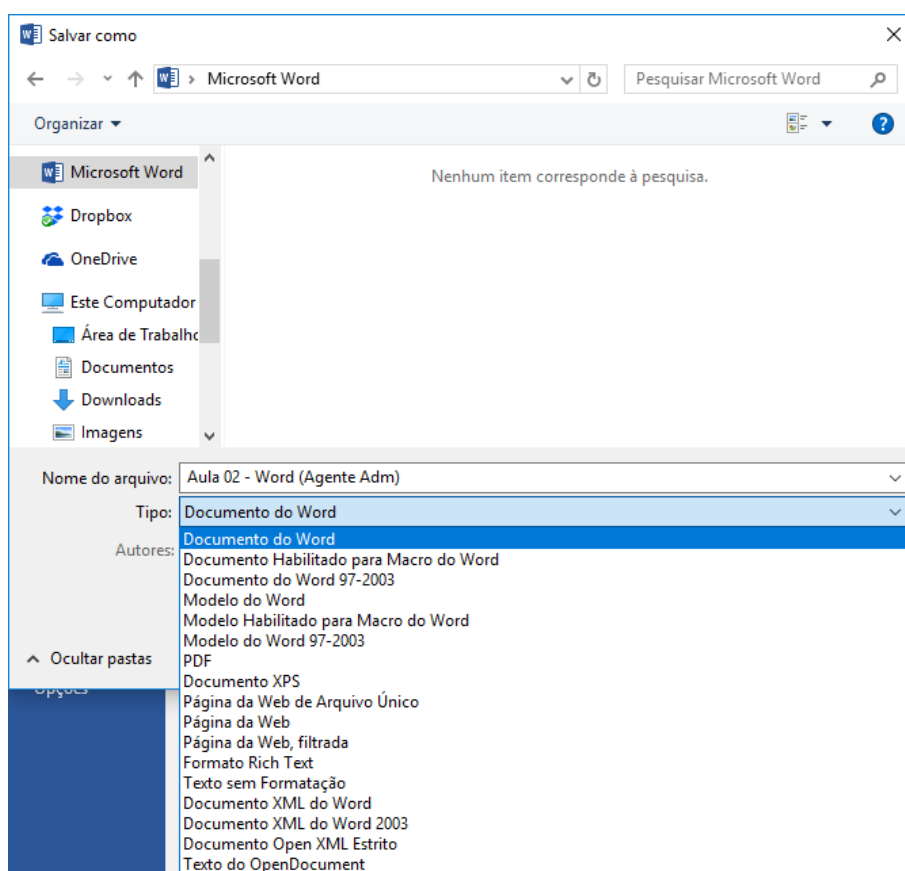 Salvar como
Microsoft Word
Pesquisar Microsoft Word
Organizar
Microsoft Word
Nenhum item corresponde à pesquisa.
Dropbox
OneDrive
Este Computador
Área de Trabalho
Documentos
Downloads
Imagens
Nome do arquivo: Aula 02 - Word (Agente Adm)
Tipo: Documento do Word
Autores:
Documento do Word
Documento Habilitado para Macro do Word
Documento do Word 97-2003
Modelo do Word
Modelo Habilitado para Macro do Word
Modelo do Word 97-2003
PDF
Documento XPS
Página da Web de Arquivo Único
Página da Web
Página da Web, filtrada
Formato Rich Text
Texto sem Formatação
Documento XML do Word
Documento XML do Word 2003
Documento Open XML Estrito
Texto do OpenDocument
Ocultar pastas
Opções